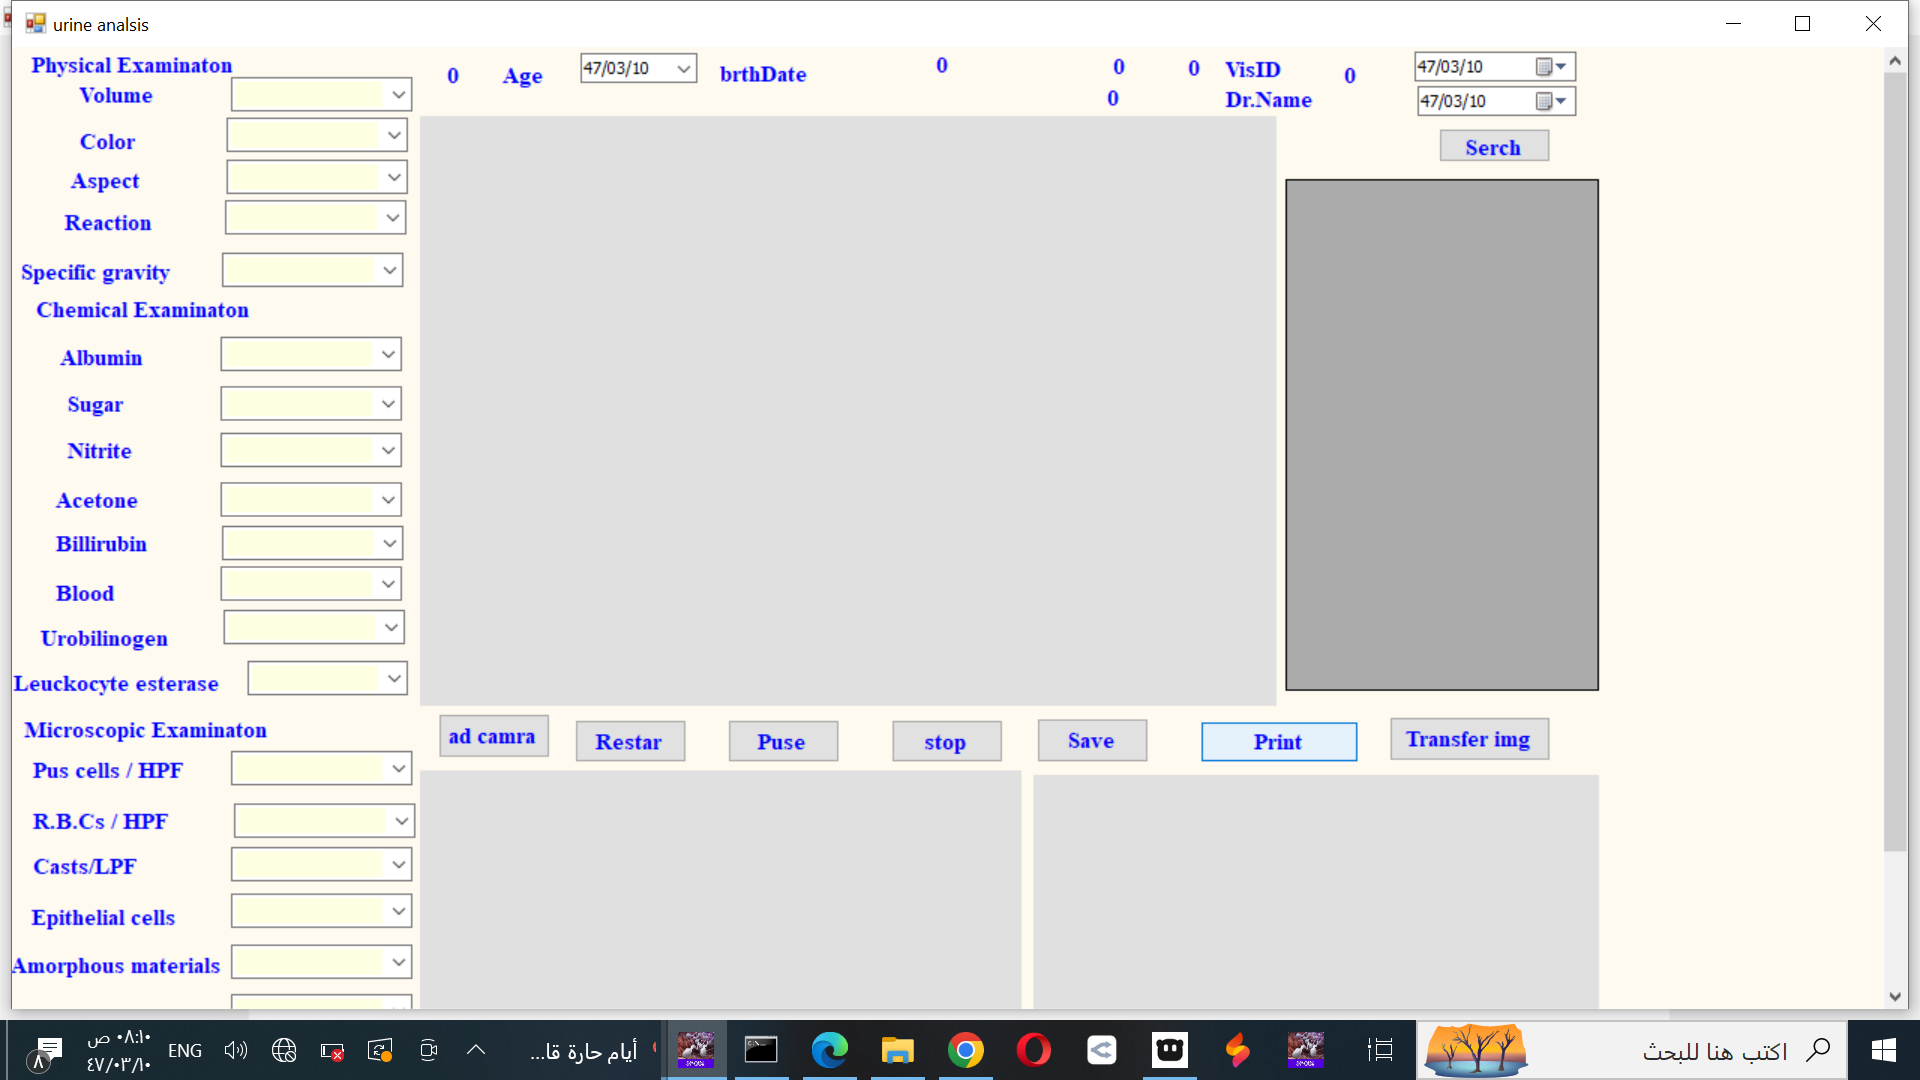 urine analsis
Physical Examinaton
0 Age 47/03/10 brthDate 0 0 0 VisID 0 47/03/10
Volume
0 Dr.Name 47/03/10
Color
Serch
Aspect
Reaction
Specific gravity
Chemical Examinaton
Albumin
Sugar
Nitrite
Acetone
Billirubin
Blood
Urobilinogen
Leuckocyte esterase
Microscopic Examinaton
ad camra Restar Puse stop Save Print Transfer img
Pus cells / HPF
R.B.Cs / HPF
Casts/LPF
Epithelial cells
Amorphous materials
٠٨:١٠ ص
٤٧/٠٣/١٠
ENG
أيام حارة قا...
اكتب هنا للبحث
٨